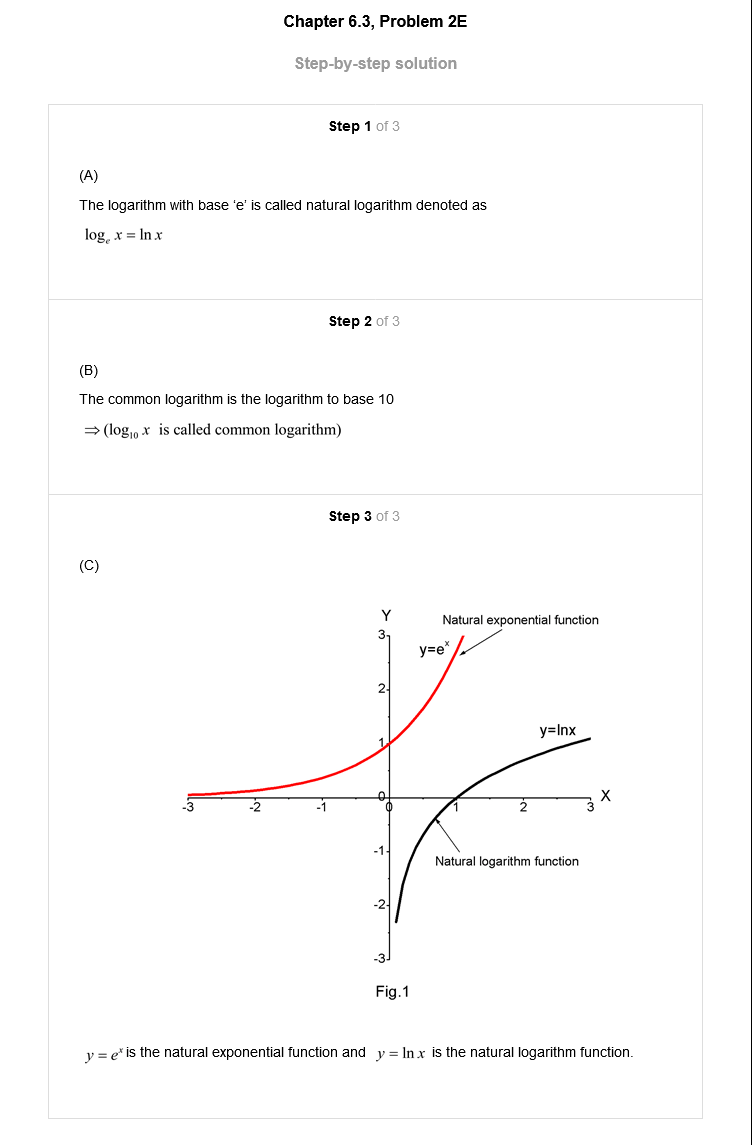 Chapter 6.3, Problem 2E
Step-by-step solution
Step 1 of 3
(A)
The logarithm with base ‘e’ is called natural logarithm denoted as
logₑ x = ln x
Step 2 of 3
(B)
The common logarithm is the logarithm to base 10
⇒ (log₁₀ x is called common logarithm)
Step 3 of 3
(C)
Y
Natural exponential function
3
y=eˣ
2
y=lnx
1
0
X
-3 -2 -1 0 1 2 3
-1
Natural logarithm function
-2
-3
Fig.1
y = eˣ is the natural exponential function and y = ln x is the natural logarithm function.